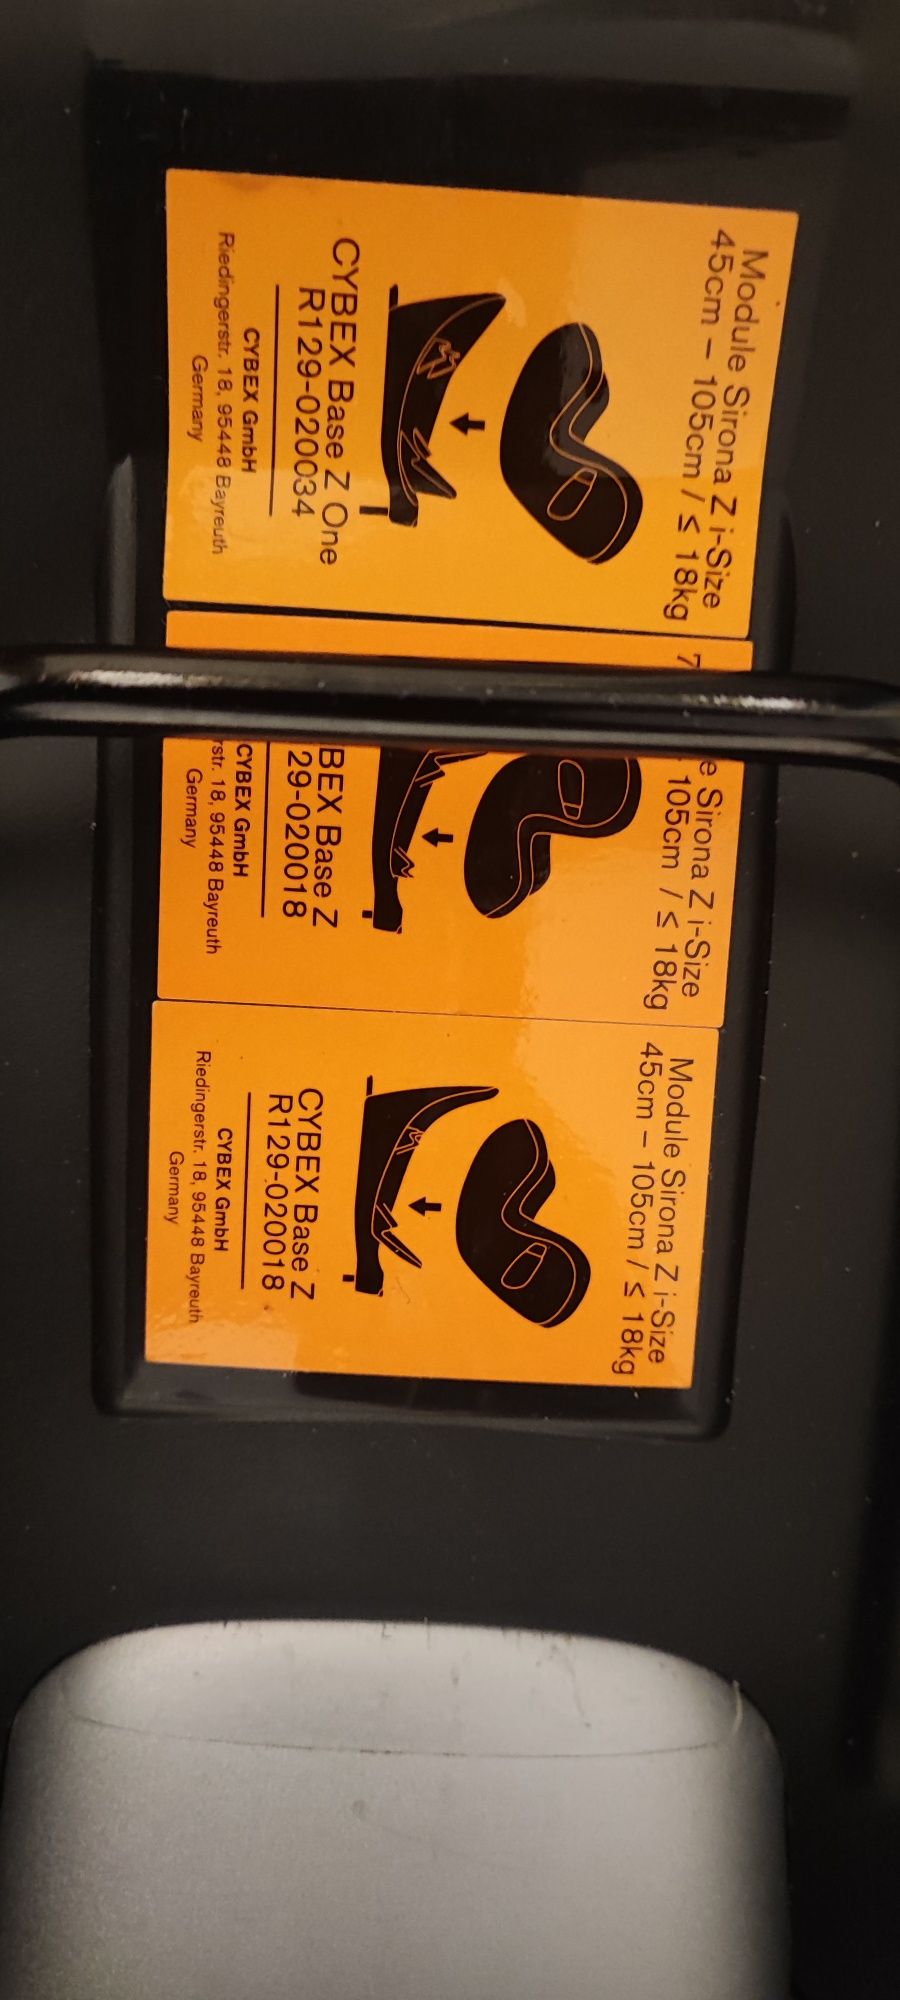 Module Sirona Z i-Size
45cm – 105cm / ≤ 18kg
CYBEX Base Z One
R129-020034
CYBEX GmbH
Riedingerstr. 18, 95448 Bayreuth
Germany
Sirona Z i-Size
7 105cm / ≤ 18kg
BEX Base Z
29-020018
CYBEX GmbH
rstr. 18, 95448 Bayreuth
Germany
Module Sirona Z i-Size
45cm – 105cm / ≤ 18kg
CYBEX Base Z
R129-020018
CYBEX GmbH
Riedingerstr. 18, 95448 Bayreuth
Germany